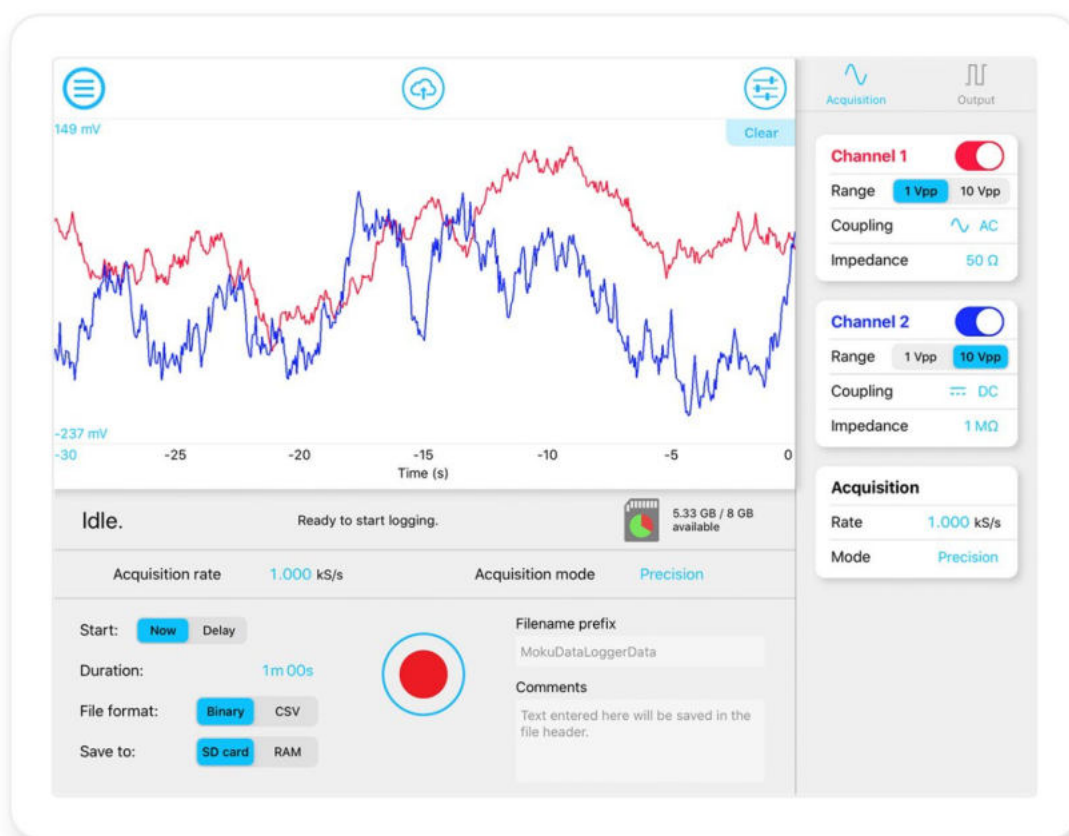 Acquisition
Output
149 mV
Clear
-237 mV
-30 -25 -20 -15 -10 -5 0
Time (s)
Channel 1
Range 1 Vpp 10 Vpp
Coupling AC
Impedance 50 Ω
Channel 2
Range 1 Vpp 10 Vpp
Coupling DC
Impedance 1 MΩ
Acquisition
Rate 1.000 kS/s
Mode Precision
Idle.
Ready to start logging.
5.33 GB / 8 GB
available
Acquisition rate 1.000 kS/s
Acquisition mode Precision
Start: Now Delay
Duration: 1m 00s
File format: Binary CSV
Save to: SD card RAM
Filename prefix
MokuDataLoggerData
Comments
Text entered here will be saved in the
file header.